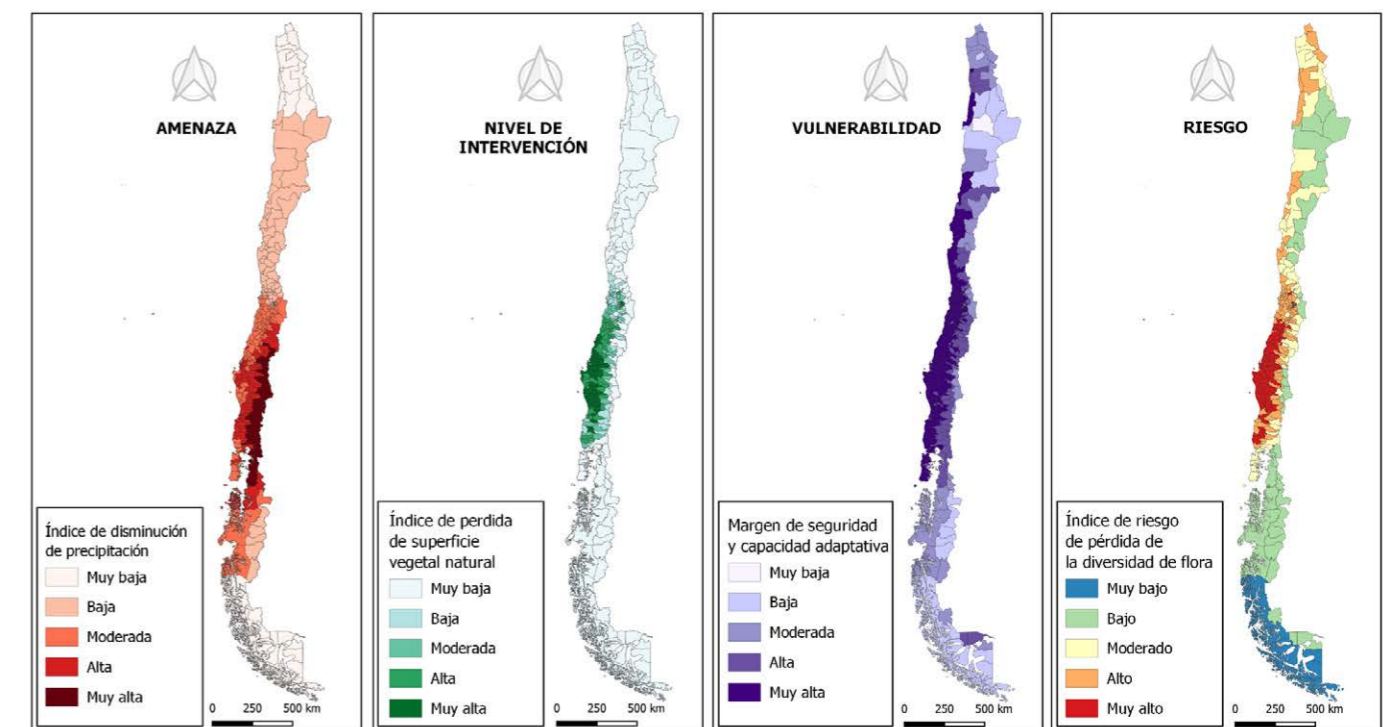 AMENAZA
Índice de disminución
de precipitación
Muy baja
Baja
Moderada
Alta
Muy alta
0 250 500 km
NIVEL DE
INTERVENCIÓN
Índice de perdida
de superficie
vegetal natural
Muy baja
Baja
Moderada
Alta
Muy alta
0 250 500 km
VULNERABILIDAD
Margen de seguridad
y capacidad adaptativa
Muy baja
Baja
Moderada
Alta
Muy alta
0 250 500 km
RIESGO
Índice de riesgo
de pérdida de
la diversidad de flora
Muy bajo
Bajo
Moderado
Alto
Muy alto
0 250 500 km